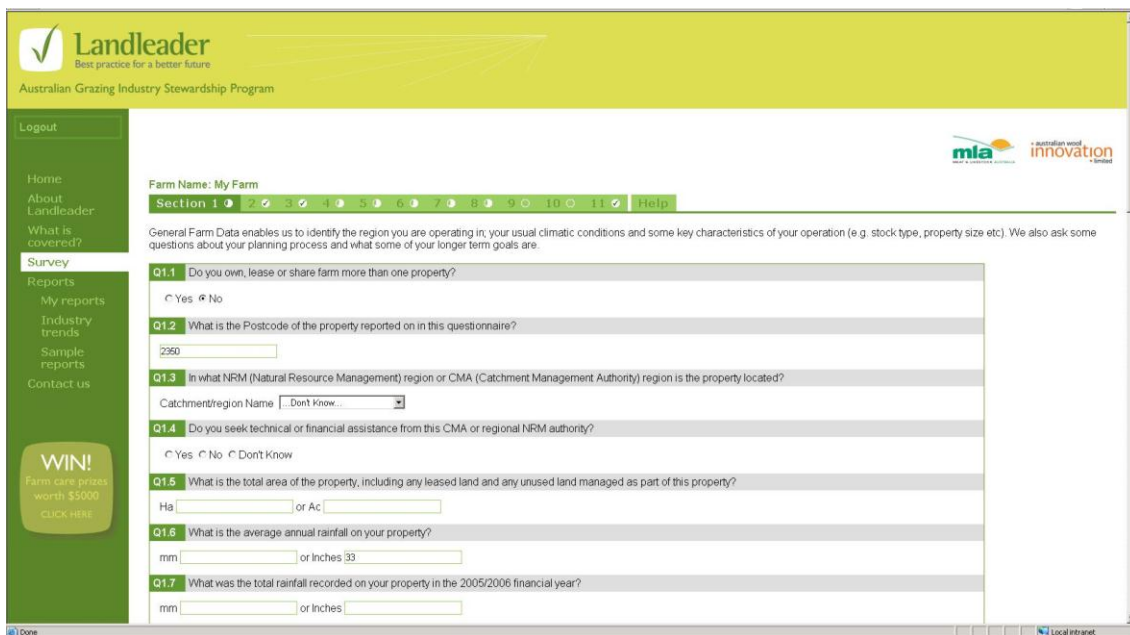 Landleader
Best practice for a better future
Australian Grazing Industry Stewardship Program
Logout
mla
MEAT & LIVESTOCK AUSTRALIA
australian wool
innovation
limited
Home
About
Landleader
What is
covered?
Survey
Reports
My reports
Industry
trends
Sample
reports
Contact us
WIN!
Farm care prizes
worth $5000
CLICK HERE
Farm Name: My Farm
Section 1 2 3 4 5 6 7 8 9 10 11 Help
General Farm Data enables us to identify the region you are operating in; your usual climatic conditions and some key characteristics of your operation (e.g. stock type, property size etc). We also ask some
questions about your planning process and what some of your longer term goals are.
Q1.1 Do you own, lease or share farm more than one property?
Yes No
Q1.2 What is the Postcode of the property reported on in this questionnaire?
2350
Q1.3 In what NRM (Natural Resource Management) region or CMA (Catchment Management Authority) region is the property located?
Catchment/region Name ...Don't Know...
Q1.4 Do you seek technical or financial assistance from this CMA or regional NRM authority?
Yes No Don't Know
Q1.5 What is the total area of the property, including any leased land and any unused land managed as part of this property?
Ha or Ac
Q1.6 What is the average annual rainfall on your property?
mm or Inches 33
Q1.7 What was the total rainfall recorded on your property in the 2005/2006 financial year?
mm or Inches
Done Local intranet